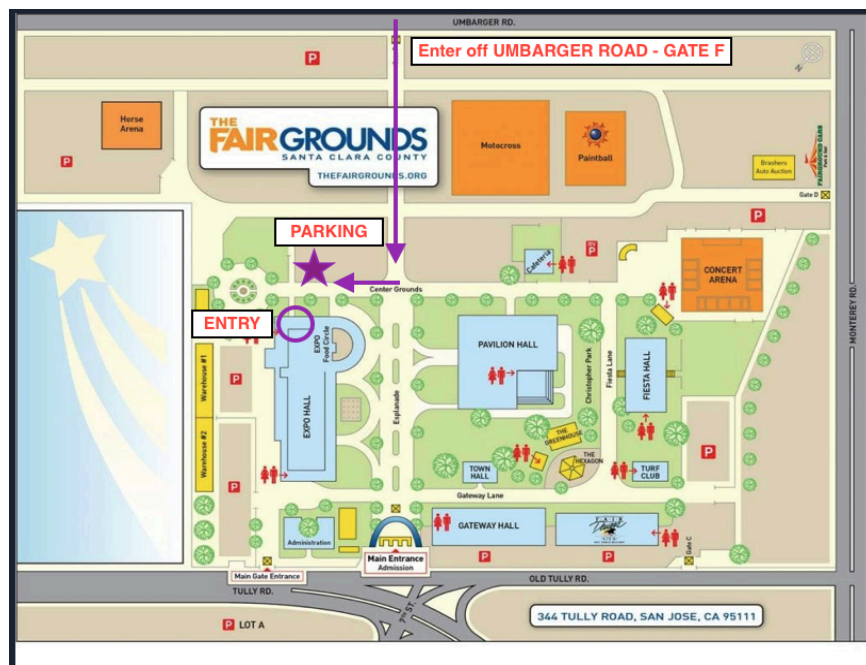 UMBARGER RD.
Enter off UMBARGER ROAD - GATE F
P
Horse
Arena
THE
FAIRGROUNDS
SANTA CLARA COUNTY
THEFAIRGROUNDS.ORG
Motocross
Paintball
N
P
Brashers
Auto Auction
FAIRGROUND CARS
Gate D
P
PARKING
Cafeteria
P
CONCERT
ARENA
Center Grounds
MONTEREY RD.
ENTRY
EXPO
Food Circle
EXPO HALL
Warehouse #1
P
Warehouse #2
P
Esplanade
PAVILION HALL
Christopher Park
Fiesta Lane
FIESTA HALL
THE
GREENHOUSE
THE
HEXAGON
TOWN
HALL
TURF
CLUB
P
Gateway Lane
Administration
GATEWAY HALL
Main Entrance
Admission
P
P
Gate C
P
Main Gate Entrance
TULLY RD.
OLD TULLY RD.
7TH ST.
P LOT A
344 TULLY ROAD, SAN JOSE, CA 95111